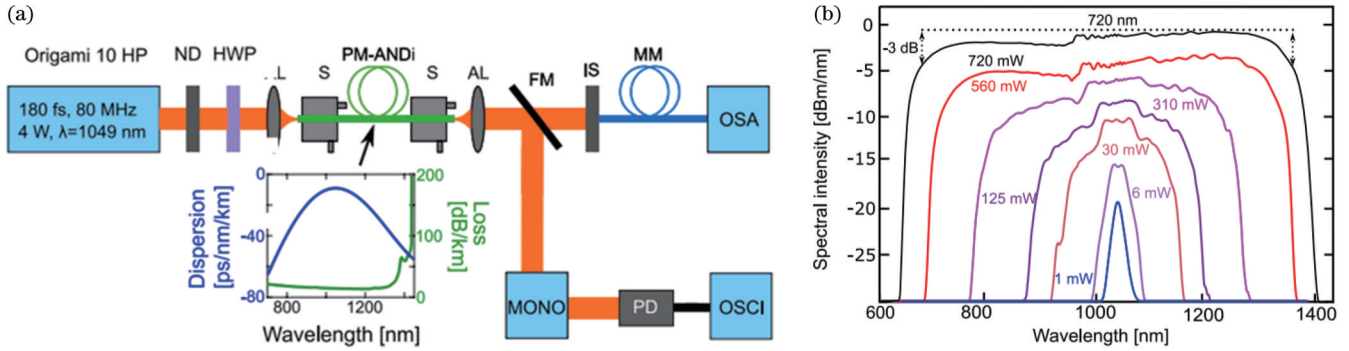 (a)
Origami 10 HP
180 fs, 80 MHz
4 W, λ=1049 nm
ND
HWP
L
S
PM-ANDi
S
AL
FM
IS
MM
OSA
Dispersion
[ps/nm/km]
0
-40
-80
200
100
0
Loss
[dB/km]
800
1200
Wavelength [nm]
MONO
PD
OSCI
(b)
Spectral intensity [dBm/nm]
0
-5
-10
-15
-20
-25
720 nm
-3 dB
720 mW
560 mW
310 mW
125 mW
30 mW
6 mW
1 mW
600
800
1000
1200
1400
Wavelength [nm]